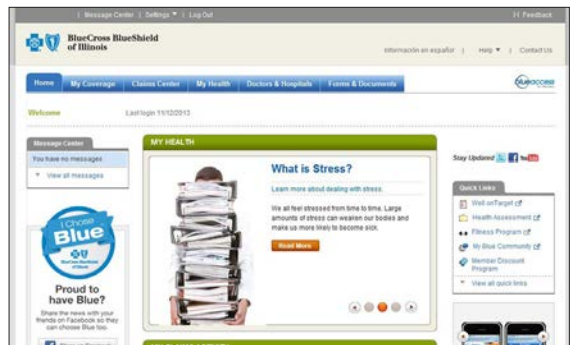 Message Center | Settings ▼ | Log Out
[+] Feedback
BlueCross BlueShield
of Illinois
Información en español | Help ▼ | Contact Us
Home My Coverage Claims Center My Health Doctors & Hospitals Forms & Documents
blueaccess
Welcome Last login 11/12/2013
Message Center
You have no messages
View all messages
I Chose
Blue
Proud to
have Blue?
Share the news with your
friends on Facebook so they
can choose Blue too.
MY HEALTH
What is Stress?
Learn more about dealing with stress.
We all feel stressed from time to time. Large
amounts of stress can weaken our bodies and
make us more likely to become sick.
Read More
Stay Updated
Quick Links
Well onTarget
Health Assessment
Fitness Program
My Blue Community
Member Discount
Program
View all quick links